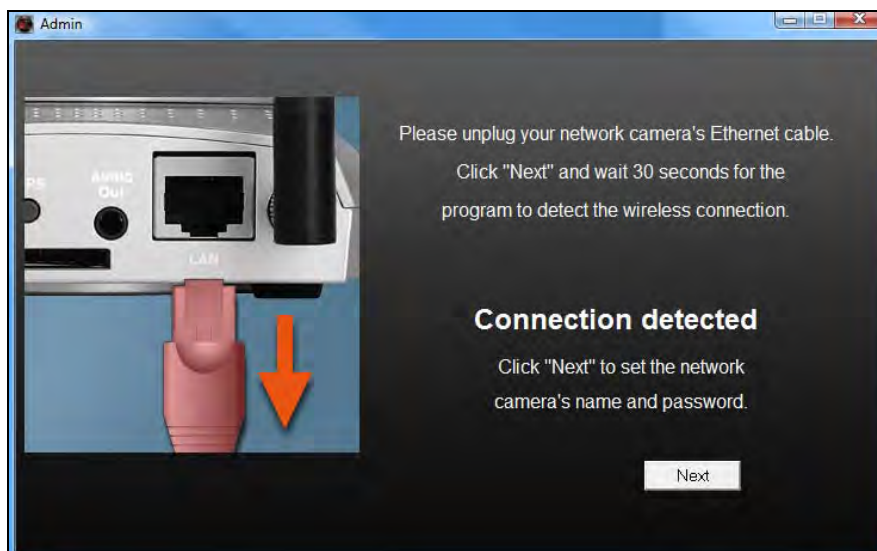 Admin
PS
Audio
Out
LAN
Please unplug your network camera's Ethernet cable.
Click "Next" and wait 30 seconds for the
program to detect the wireless connection.
Connection detected
Click "Next" to set the network
camera's name and password.
Next